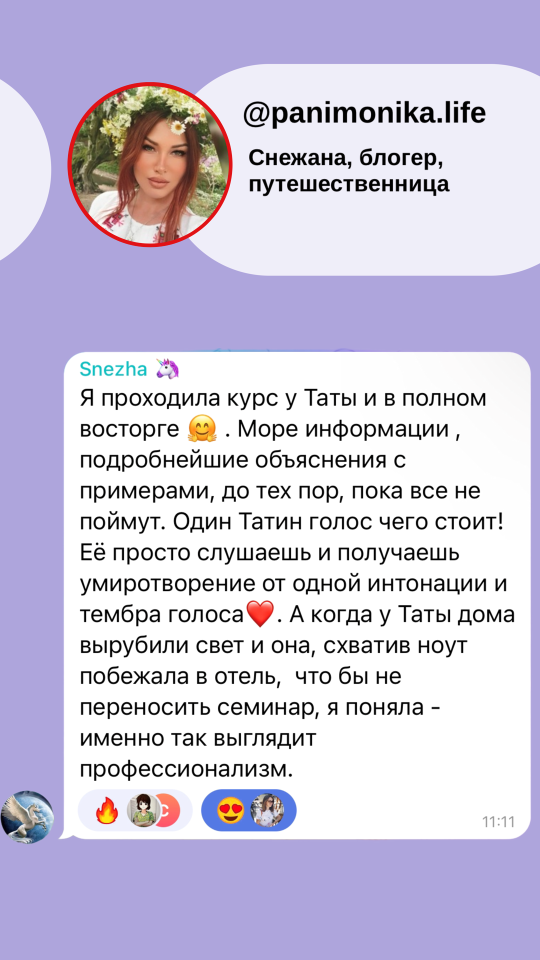 @panimonika.life
Снежана, блогер,
путешественница
Snezha 🦄
Я проходила курс у Таты и в полном
восторге 🤗 . Море информации ,
подробнейшие объяснения с
примерами, до тех пор, пока все не
поймут. Один Татин голос чего стоит!
Её просто слушаешь и получаешь
умиротворение от одной интонации и
тембра голоса❤️. А когда у Таты дома
вырубили свет и она, схватив ноут
побежала в отель,  что бы не
переносить семинар, я поняла -
именно так выглядит
профессионализм.
🔥 C 😍 11:11